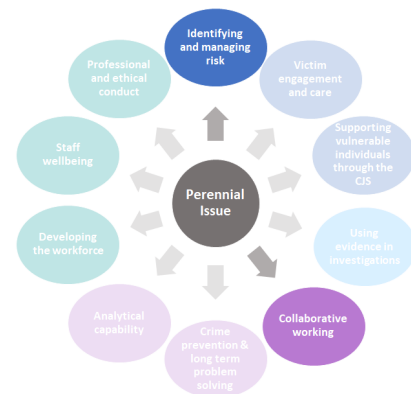 Identifying
and managing
risk
Victim
engagement
and care
Supporting
vulnerable
individuals
through the
CJS
Using
evidence in
investigations
Collaborative
working
Crime
prevention &
long term
problem
solving
Analytical
capability
Developing
the workforce
Staff
wellbeing
Professional
and ethical
conduct
Perennial
Issue